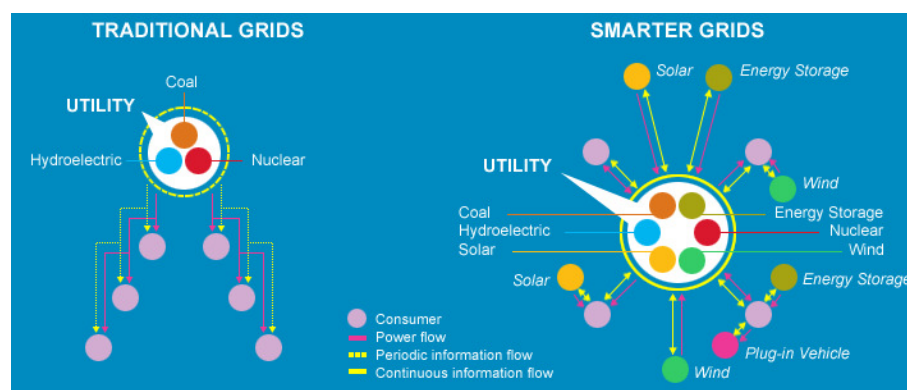 TRADITIONAL GRIDS
Coal
UTILITY
Hydroelectric
Nuclear
SMARTER GRIDS
Solar
Energy Storage
UTILITY
Wind
Coal
Energy Storage
Hydroelectric
Nuclear
Solar
Wind
Solar
Energy Storage
Plug-in Vehicle
Wind
Consumer
Power flow
Periodic information flow
Continuous information flow